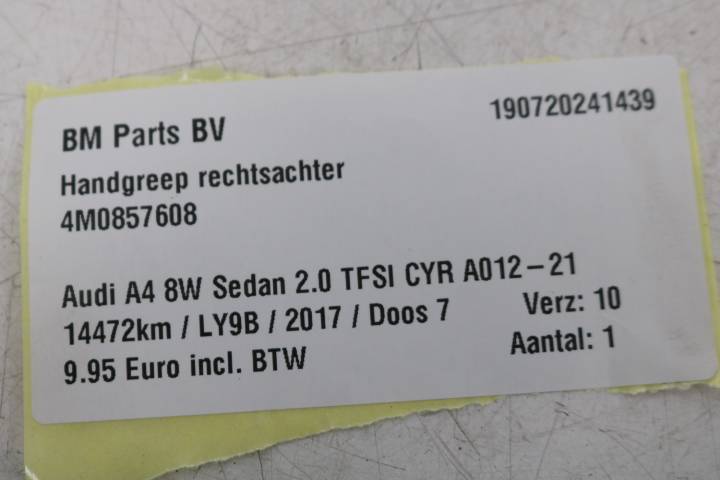 BM Parts BV 190720241439
Handgreep rechtsachter
4M0857608
Audi A4 8W Sedan 2.0 TFSI CYR A012-21
14472km / LY9B / 2017 / Doos 7 Verz: 10
9.95 Euro incl. BTW Aantal: 1